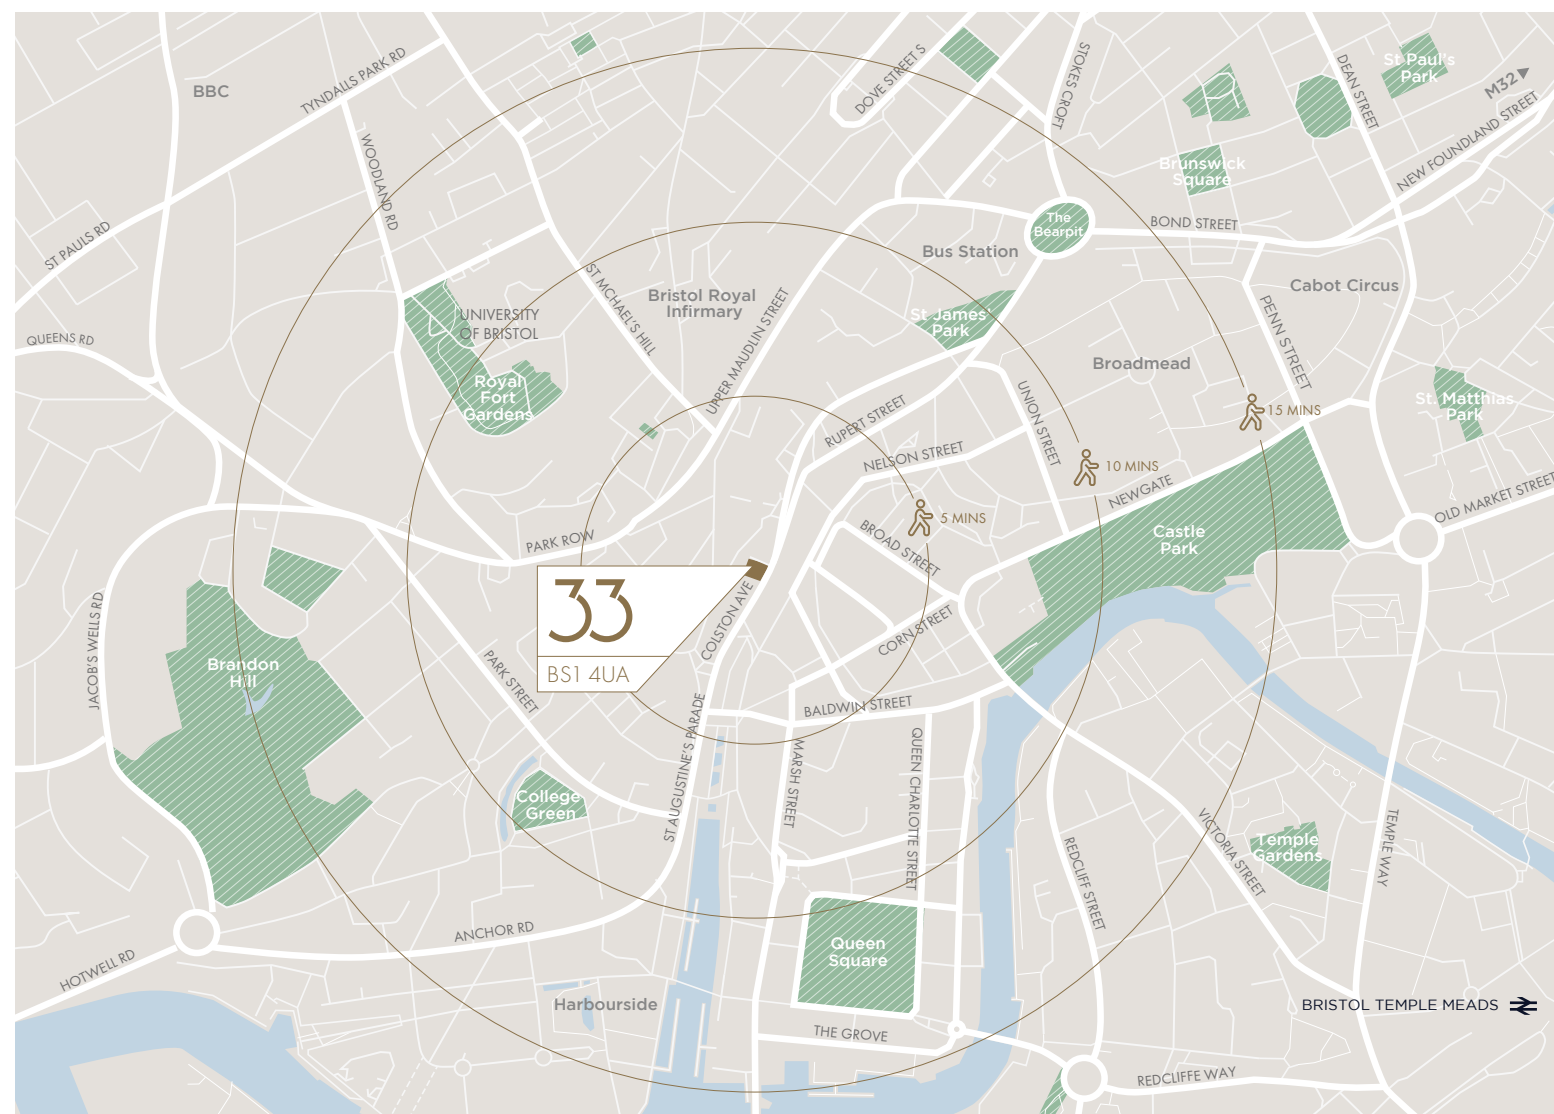 BBC
TYNDALLS PARK RD
DOVE STREET S
STOKES CROFT
DEAN STREET
St Paul's
Park
M32
NEW FOUNDLAND STREET
WOODLAND RD
Brunswick
Square
ST PAULS RD
The
Bearpit
BOND STREET
Bus Station
ST MCHAEL'S HILL
Bristol Royal
Infirmary
Cabot Circus
UNIVERSITY
OF BRISTOL
UPPER MAUDLIN STREET
St James
Park
PENN STREET
QUEENS RD
Broadmead
Royal
Fort
Gardens
RUPERT STREET
UNION STREET
15 MINS
St. Matthias
Park
NELSON STREET
10 MINS
NEWGATE
OLD MARKET STREET
5 MINS
PARK ROW
BROAD STREET
Castle
Park
33
BS1 4UA
COLSTON AVE
JACOB'S WELLS RD
CORN STREET
Brandon
Hill
PARK STREET
BALDWIN STREET
ST AUGUSTINE'S PARADE
MARSH STREET
QUEEN CHARLOTTE STREET
College
Green
VICTORIA STREET
Temple
Gardens
TEMPLE WAY
REDCLIFF STREET
ANCHOR RD
Queen
Square
HOTWELL RD
Harbourside
BRISTOL TEMPLE MEADS
THE GROVE
REDCLIFFE WAY